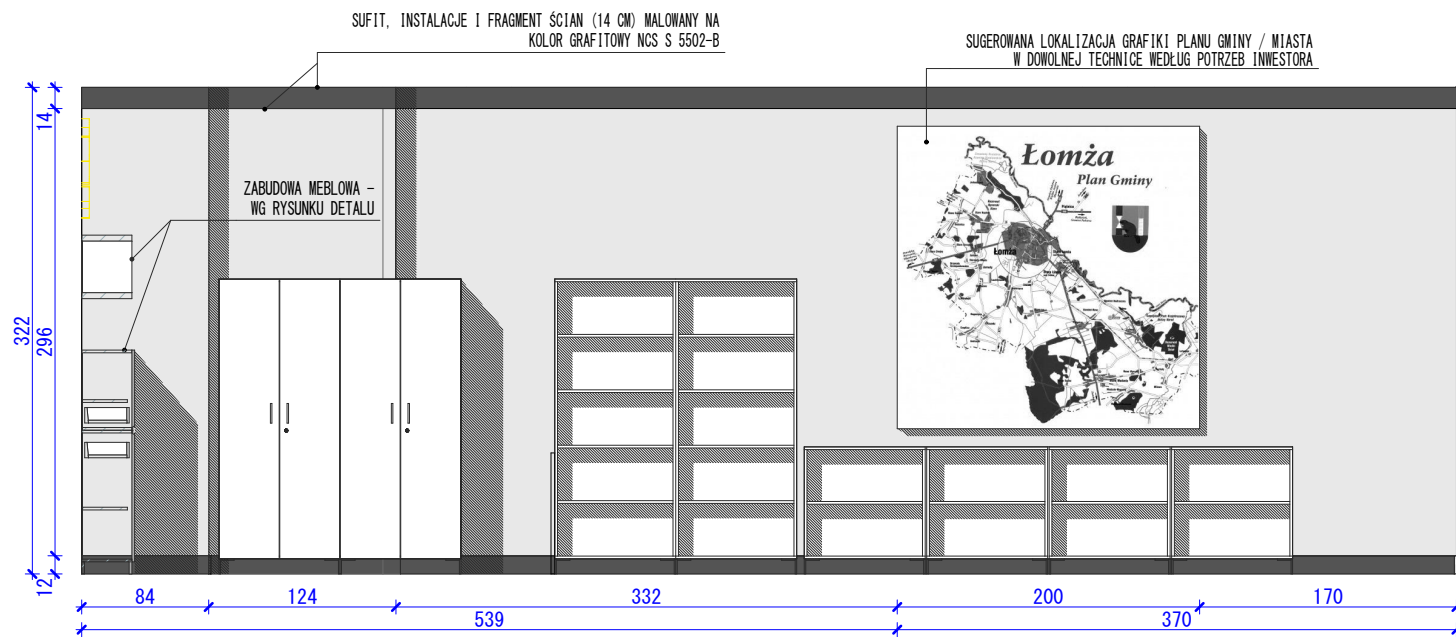 SUFIT, INSTALACJE I FRAGMENT ŚCIAN (14 CM) MALOWANY NA
KOLOR GRAFITOWY NCS S 5502-B
SUGEROWANA LOKALIZACJA GRAFIKI PLANU GMINY / MIASTA
W DOWOLNEJ TECHNICE WEDŁUG POTRZEB INWESTORA
ZABUDOWA MEBLOWA -
WG RYSUNKU DETALU
Łomża
Plan Gminy
Łomża
14
322
296
12
84
124
332
200
170
539
370